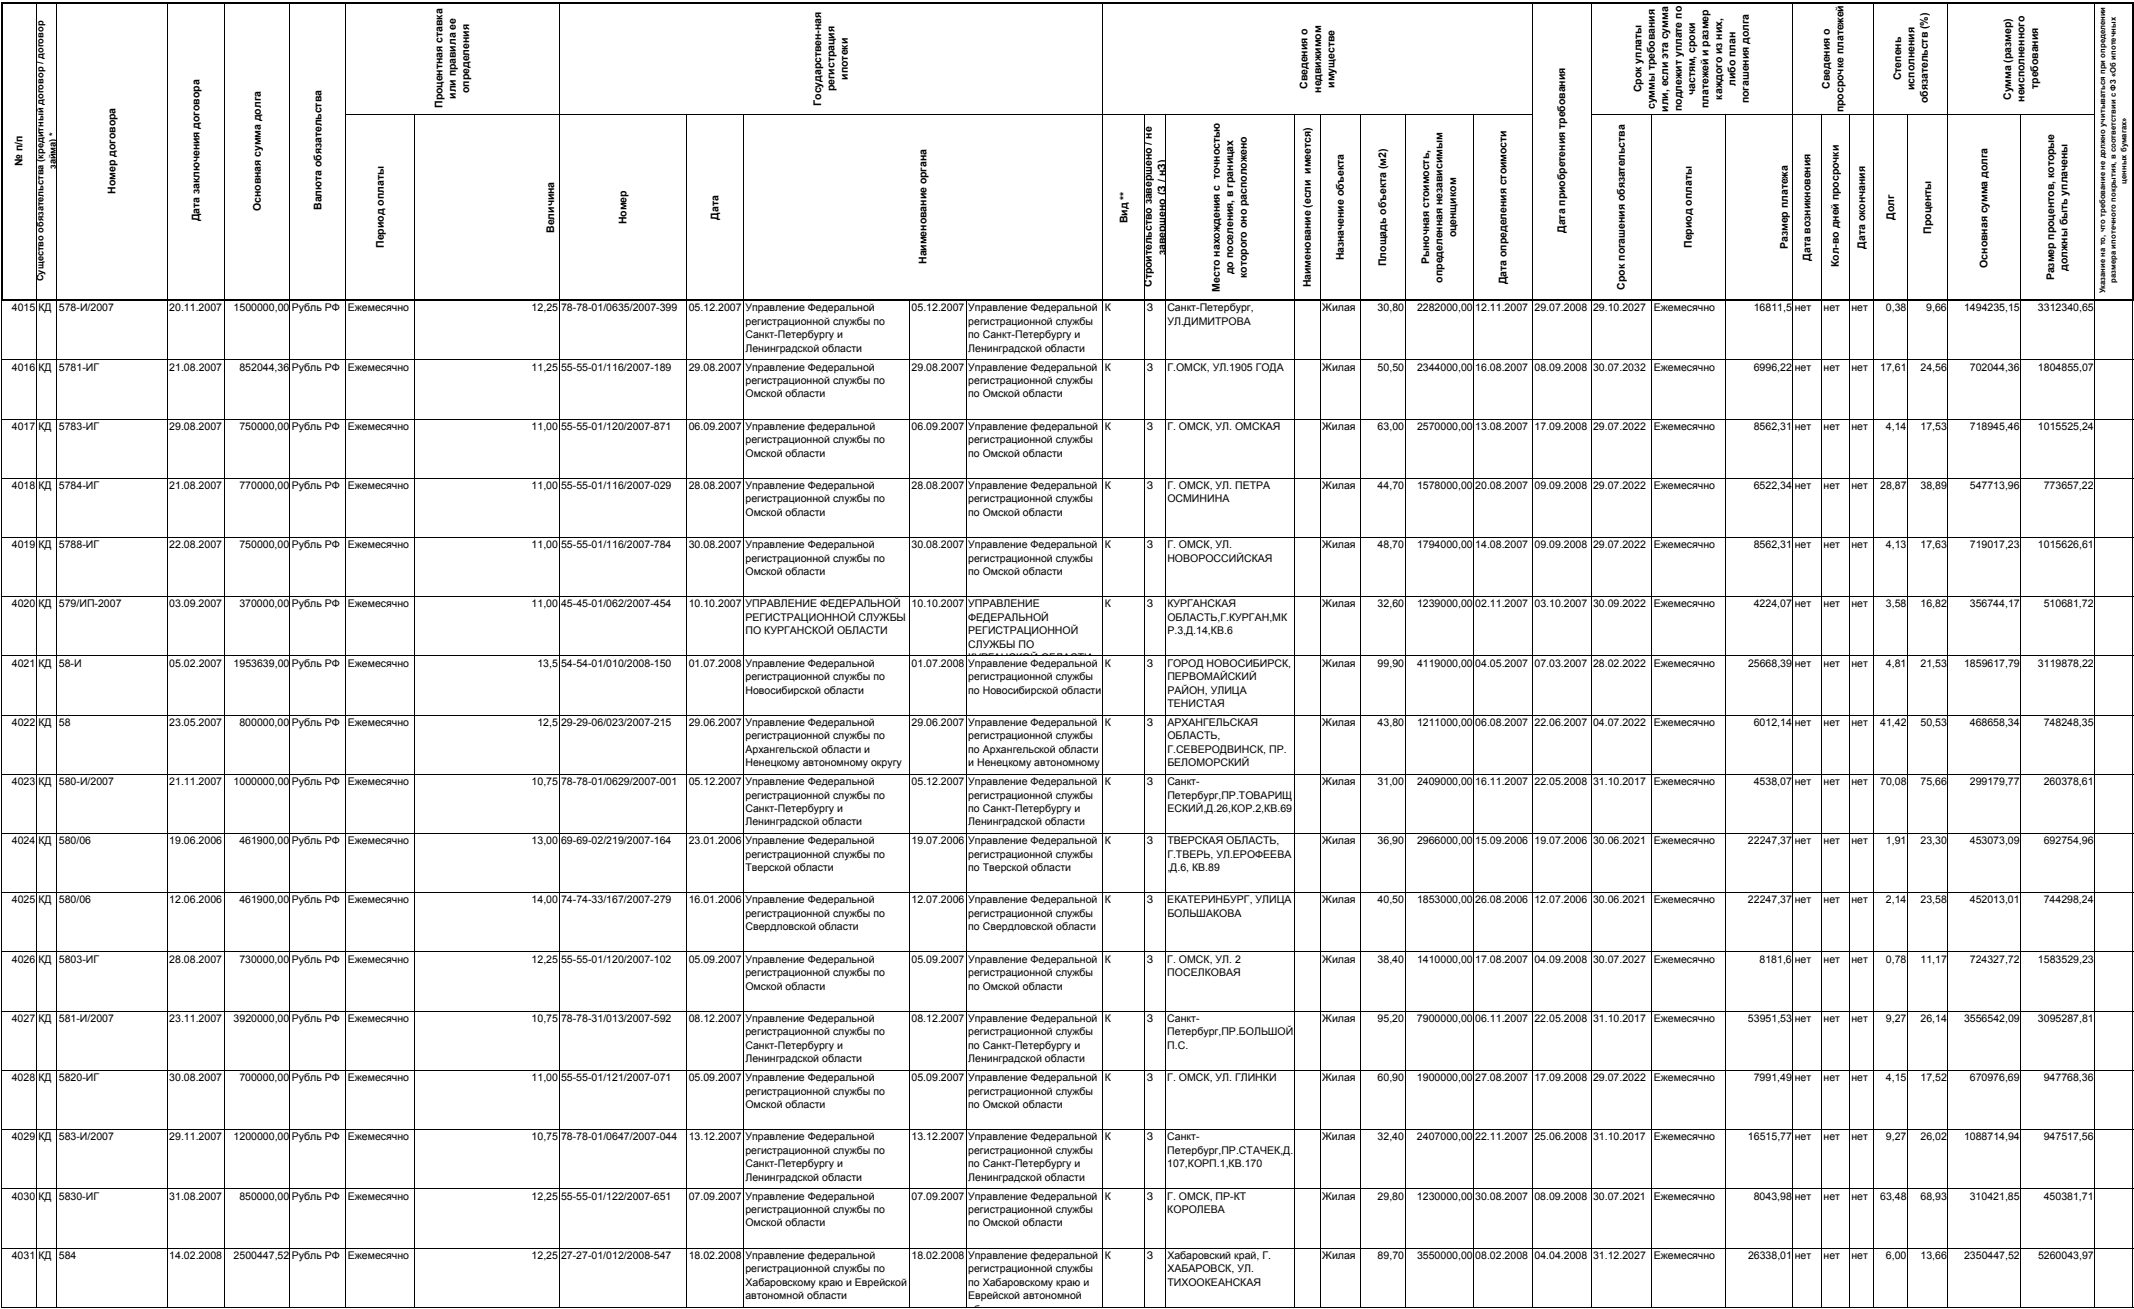 № п/п
Существо обязательства (кредитный договор / договор займа) *
Номер договора
Дата заключения договора
Основная сумма долга
Валюта обязательства
Процентная ставка или правила ее определения
Период оплаты
Величина
Государствен-ная регистрация ипотеки
Номер
Дата
Наименование органа
Сведения о недвижимом имуществе
Вид **
Строительство завершено / не завершено (З / нЗ)
Место нахождения с точностью до поселения, в границах которого оно расположено
Наименование (если имеется)
Назначение объекта
Площадь объекта (м2)
Рыночная стоимость, определенная независимым оценщиком
Дата определения стоимости
Дата приобретения требования
Срок уплаты суммы требования или, если эта сумма подлежит уплате по частям, сроки платежей и размер каждого из них, либо план погашения долга
Срок погашения обязательства
Период оплаты
Размер платежа
Сведения о просрочке платежей
Дата возникновения
Кол-во дней просрочки
Дата окончания
Степень исполнения обязательств (%)
Долг
Проценты
Сумма (размер) неисполненного требования
Основная сумма долга
Размер процентов, которые должны быть уплачены
Указание на то, что требование не должно учитываться при определении размера ипотечного покрытия, в соответствии с ФЗ «Об ипотечных ценных бумагах»
4015 КД 578-И/2007 20.11.2007 1500000,00 Рубль РФ Ежемесячно 12,25 78-78-01/0635/2007-399 05.12.2007 Управление Федеральной регистрационной службы по Санкт-Петербургу и Ленинградской области 05.12.2007 Управление Федеральной регистрационной службы по Санкт-Петербургу и Ленинградской области К З Санкт-Петербург, УЛ.ДИМИТРОВА Жилая 30,80 2282000,00 12.11.2007 29.07.2008 29.10.2027 Ежемесячно 16811,5 нет нет нет 0,38 9,66 1494235,15 3312340,65
4016 КД 5781-ИГ 21.08.2007 852044,36 Рубль РФ Ежемесячно 11,25 55-55-01/116/2007-189 29.08.2007 Управление Федеральной регистрационной службы по Омской области 29.08.2007 Управление Федеральной регистрационной службы по Омской области К З Г.ОМСК, УЛ.1905 ГОДА Жилая 50,50 2344000,00 16.08.2007 08.09.2008 30.07.2032 Ежемесячно 6996,22 нет нет нет 17,61 24,56 702044,36 1804855,07
4017 КД 5783-ИГ 29.08.2007 750000,00 Рубль РФ Ежемесячно 11,00 55-55-01/120/2007-871 06.09.2007 Управление федеральной регистрационной службы по Омской области 06.09.2007 Управление федеральной регистрационной службы по Омской области К З Г. ОМСК, УЛ. ОМСКАЯ Жилая 63,00 2570000,00 13.08.2007 17.09.2008 29.07.2022 Ежемесячно 8562,31 нет нет нет 4,14 17,53 718945,46 1015525,24
4018 КД 5784-ИГ 21.08.2007 770000,00 Рубль РФ Ежемесячно 11,00 55-55-01/116/2007-029 28.08.2007 Управление Федеральной регистрационной службы по Омской области 28.08.2007 Управление Федеральной регистрационной службы по Омской области К З Г. ОМСК, УЛ. ПЕТРА ОСМИНИНА Жилая 44,70 1578000,00 20.08.2007 09.09.2008 29.07.2022 Ежемесячно 6522,34 нет нет нет 28,87 38,89 547713,96 773657,22
4019 КД 5788-ИГ 22.08.2007 750000,00 Рубль РФ Ежемесячно 11,00 55-55-01/116/2007-784 30.08.2007 Управление Федеральной регистрационной службы по Омской области 30.08.2007 Управление Федеральной регистрационной службы по Омской области К З Г. ОМСК, УЛ. НОВОРОССИЙСКАЯ Жилая 48,70 1794000,00 14.08.2007 09.09.2008 29.07.2022 Ежемесячно 8562,31 нет нет нет 4,13 17,63 719017,23 1015626,61
4020 КД 579/ИП-2007 03.09.2007 370000,00 Рубль РФ Ежемесячно 11,00 45-45-01/062/2007-454 10.10.2007 УПРАВЛЕНИЕ ФЕДЕРАЛЬНОЙ РЕГИСТРАЦИОННОЙ СЛУЖБЫ ПО КУРГАНСКОЙ ОБЛАСТИ 10.10.2007 УПРАВЛЕНИЕ ФЕДЕРАЛЬНОЙ РЕГИСТРАЦИОННОЙ СЛУЖБЫ ПО К З КУРГАНСКАЯ ОБЛАСТЬ,Г.КУРГАН,МК Р.3,Д.14,КВ.6 Жилая 32,60 1239000,00 02.11.2007 03.10.2007 30.09.2022 Ежемесячно 4224,07 нет нет нет 3,58 16,82 356744,17 510681,72
4021 КД 58-И 05.02.2007 1953639,00 Рубль РФ Ежемесячно 13,5 54-54-01/010/2008-150 01.07.2008 Управление Федеральной регистрационной службы по Новосибирской области 01.07.2008 Управление Федеральной регистрационной службы по Новосибирской области К З ГОРОД НОВОСИБИРСК, ПЕРВОМАЙСКИЙ РАЙОН, УЛИЦА ТЕНИСТАЯ Жилая 99,90 4119000,00 04.05.2007 07.03.2007 28.02.2022 Ежемесячно 25668,39 нет нет нет 4,81 21,53 1859617,79 3119878,22
4022 КД 58 23.05.2007 800000,00 Рубль РФ Ежемесячно 12,5 29-29-06/023/2007-215 29.06.2007 Управление Федеральной регистрационной службы по Архангельской области и Ненецкому автономному округу 29.06.2007 Управление Федеральной регистрационной службы по Архангельской области и Ненецкому автономному К З АРХАНГЕЛЬСКАЯ ОБЛАСТЬ, Г.СЕВЕРОДВИНСК, ПР. БЕЛОМОРСКИЙ Жилая 43,80 1211000,00 06.08.2007 22.06.2007 04.07.2022 Ежемесячно 6012,14 нет нет нет 41,42 50,53 468658,34 748248,35
4023 КД 580-И/2007 21.11.2007 1000000,00 Рубль РФ Ежемесячно 10,75 78-78-01/0629/2007-001 05.12.2007 Управление Федеральной регистрационной службы по Санкт-Петербургу и Ленинградской области 05.12.2007 Управление Федеральной регистрационной службы по Санкт-Петербургу и Ленинградской области К З Санкт-Петербург,ПР.ТОВАРИЩ ЕСКИЙ,Д.26,КОР.2,КВ.69 Жилая 31,00 2409000,00 16.11.2007 22.05.2008 31.10.2017 Ежемесячно 4538,07 нет нет нет 70,08 75,66 299179,77 260378,61
4024 КД 580/06 19.06.2006 461900,00 Рубль РФ Ежемесячно 13,00 69-69-02/219/2007-164 23.01.2006 Управление Федеральной регистрационной службы по Тверской области 19.07.2006 Управление Федеральной регистрационной службы по Тверской области К З ТВЕРСКАЯ ОБЛАСТЬ, Г.ТВЕРЬ, УЛ.ЕРОФЕЕВА ,Д.6, КВ.89 Жилая 36,90 2966000,00 15.09.2006 19.07.2006 30.06.2021 Ежемесячно 22247,37 нет нет нет 1,91 23,30 453073,09 692754,96
4025 КД 580/06 12.06.2006 461900,00 Рубль РФ Ежемесячно 14,00 74-74-33/167/2007-279 16.01.2006 Управление Федеральной регистрационной службы по Свердловской области 12.07.2006 Управление Федеральной регистрационной службы по Свердловской области К З ЕКАТЕРИНБУРГ, УЛИЦА БОЛЬШАКОВА Жилая 40,50 1853000,00 26.08.2006 12.07.2006 30.06.2021 Ежемесячно 22247,37 нет нет нет 2,14 23,58 452013,01 744298,24
4026 КД 5803-ИГ 28.08.2007 730000,00 Рубль РФ Ежемесячно 12,25 55-55-01/120/2007-102 05.09.2007 Управление Федеральной регистрационной службы по Омской области 05.09.2007 Управление Федеральной регистрационной службы по Омской области К З Г. ОМСК, УЛ. 2 ПОСЕЛКОВАЯ Жилая 38,40 1410000,00 17.08.2007 04.09.2008 30.07.2027 Ежемесячно 8181,6 нет нет нет 0,78 11,17 724327,72 1583529,23
4027 КД 581-И/2007 23.11.2007 3920000,00 Рубль РФ Ежемесячно 10,75 78-78-31/013/2007-592 08.12.2007 Управление Федеральной регистрационной службы по Санкт-Петербургу и Ленинградской области 08.12.2007 Управление Федеральной регистрационной службы по Санкт-Петербургу и Ленинградской области К З Санкт-Петербург,ПР.БОЛЬШОЙ П.С. Жилая 95,20 7900000,00 06.11.2007 22.05.2008 31.10.2017 Ежемесячно 53951,53 нет нет нет 9,27 26,14 3556542,09 3095287,81
4028 КД 5820-ИГ 30.08.2007 700000,00 Рубль РФ Ежемесячно 11,00 55-55-01/121/2007-071 05.09.2007 Управление Федеральной регистрационной службы по Омской области 05.09.2007 Управление Федеральной регистрационной службы по Омской области К З Г. ОМСК, УЛ. ГЛИНКИ Жилая 60,90 1900000,00 27.08.2007 17.09.2008 29.07.2022 Ежемесячно 7991,49 нет нет нет 4,15 17,52 670976,69 947768,36
4029 КД 583-И/2007 29.11.2007 1200000,00 Рубль РФ Ежемесячно 10,75 78-78-01/0647/2007-044 13.12.2007 Управление Федеральной регистрационной службы по Санкт-Петербургу и Ленинградской области 13.12.2007 Управление Федеральной регистрационной службы по Санкт-Петербургу и Ленинградской области К З Санкт-Петербург,ПР.СТАЧЕК,Д. 107,КОРП.1,КВ.170 Жилая 32,40 2407000,00 22.11.2007 25.06.2008 31.10.2017 Ежемесячно 16515,77 нет нет нет 9,27 26,02 1088714,94 947517,56
4030 КД 5830-ИГ 31.08.2007 850000,00 Рубль РФ Ежемесячно 12,25 55-55-01/122/2007-651 07.09.2007 Управление Федеральной регистрационной службы по Омской области 07.09.2007 Управление Федеральной регистрационной службы по Омской области К З Г. ОМСК, ПР-КТ КОРОЛЕВА Жилая 29,80 1230000,00 30.08.2007 08.09.2008 30.07.2021 Ежемесячно 8043,98 нет нет нет 63,48 68,93 310421,85 450381,71
4031 КД 584 14.02.2008 2500447,52 Рубль РФ Ежемесячно 12,25 27-27-01/012/2008-547 18.02.2008 Управление федеральной регистрационной службы по Хабаровскому краю и Еврейской автономной области 18.02.2008 Управление федеральной регистрационной службы по Хабаровскому краю и Еврейской автономной К З Хабаровский край, Г. ХАБАРОВСК, УЛ. ТИХООКЕАНСКАЯ Жилая 89,70 3550000,00 08.02.2008 04.04.2008 31.12.2027 Ежемесячно 26338,01 нет нет нет 6,00 13,66 2350447,52 5260043,97